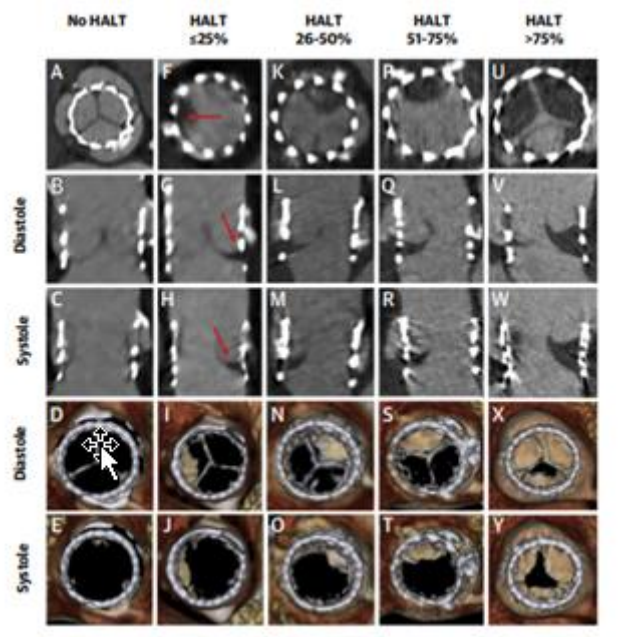 No HALT HALT HALT HALT HALT
≤25% 26-50% 51-75% >75%
A F K P U
Diastole B G L Q V
Systole C H M R W
Diastole D I N S X
Systole E J O T Y